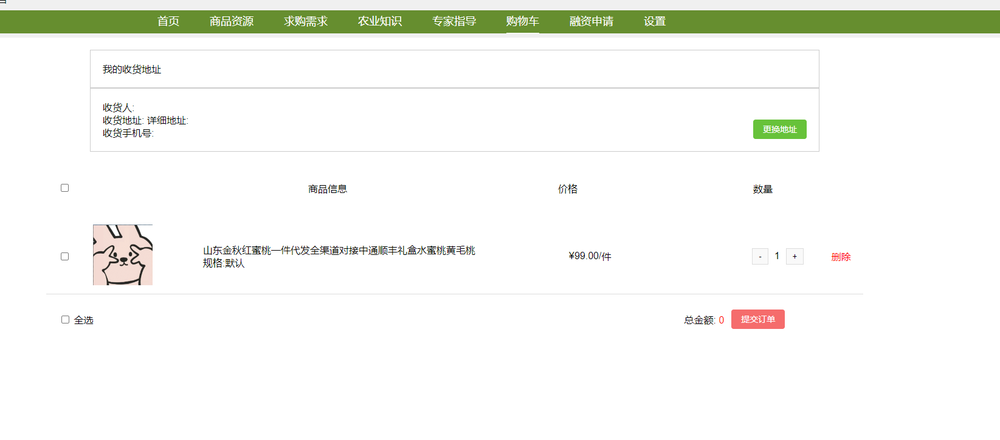 首页 商品资源 求购需求 农业知识 专家指导 购物车 融资申请 设置
我的收货地址
收货人:
收货地址: 详细地址:
收货手机号:
更换地址
商品信息 价格 数量
山东金秋红蜜桃一件代发全渠道对接中通顺丰礼盒水蜜桃黄毛桃
规格:默认
¥99.00/件
- 1 +
删除
全选
总金额: 0 提交订单